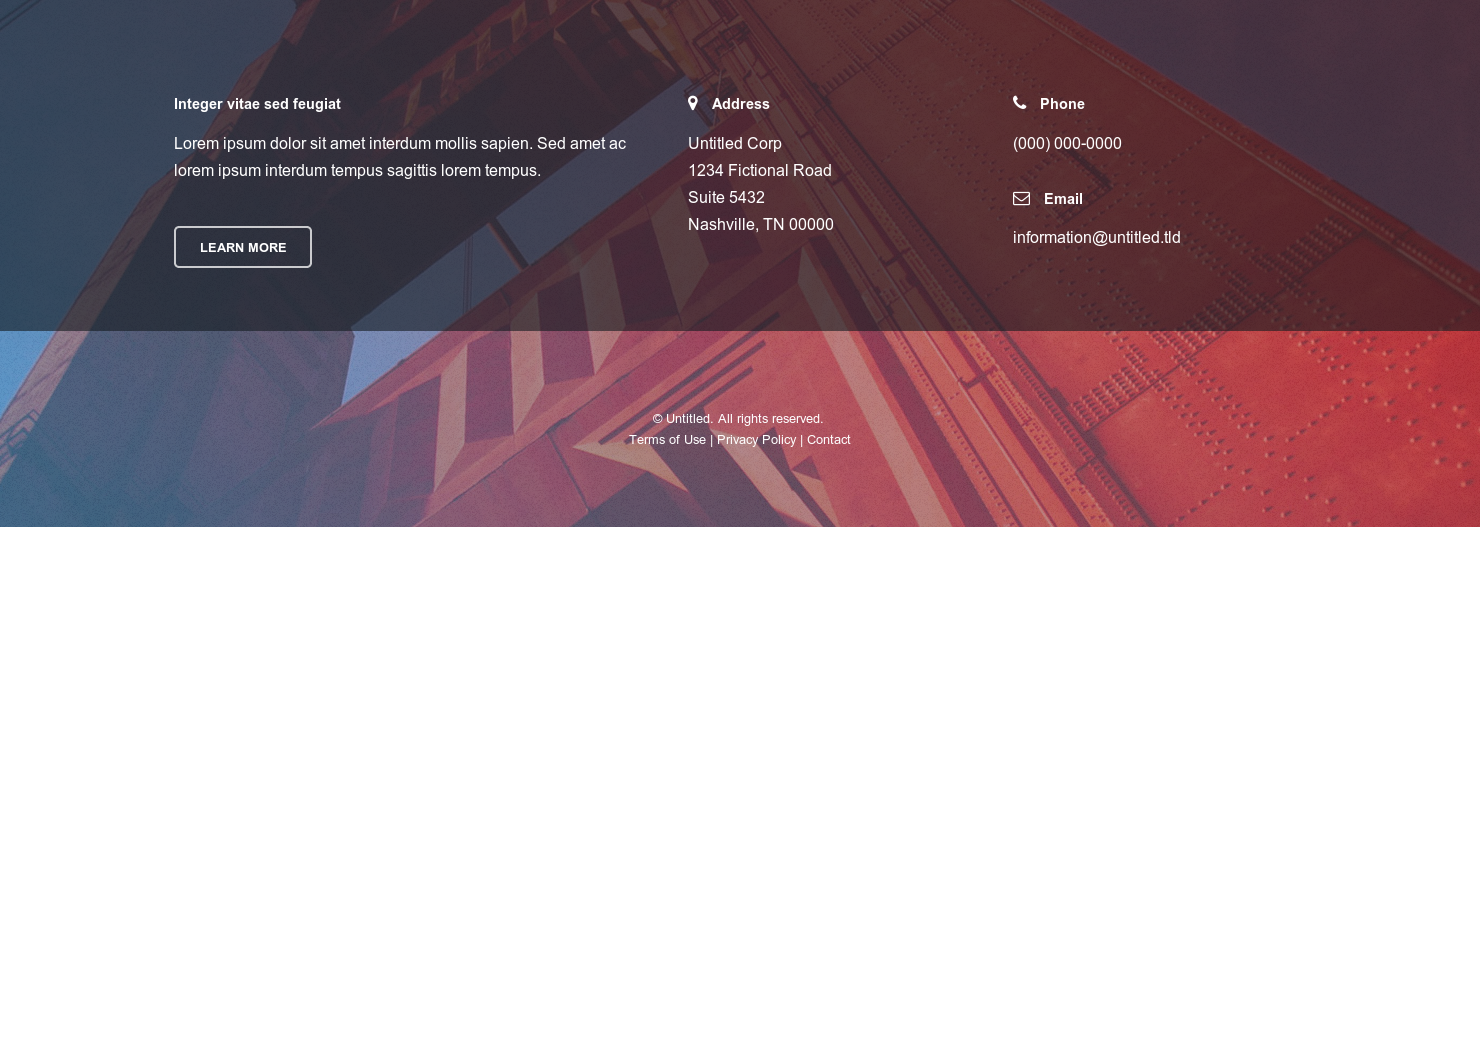 Integer vitae sed feugiat
Lorem ipsum dolor sit amet interdum mollis sapien. Sed amet ac
lorem ipsum interdum tempus sagittis lorem tempus.
LEARN MORE
Address
Untitled Corp
1234 Fictional Road
Suite 5432
Nashville, TN 00000
Phone
(000) 000-0000
Email
information@untitled.tld
© Untitled. All rights reserved.
Terms of Use | Privacy Policy | Contact